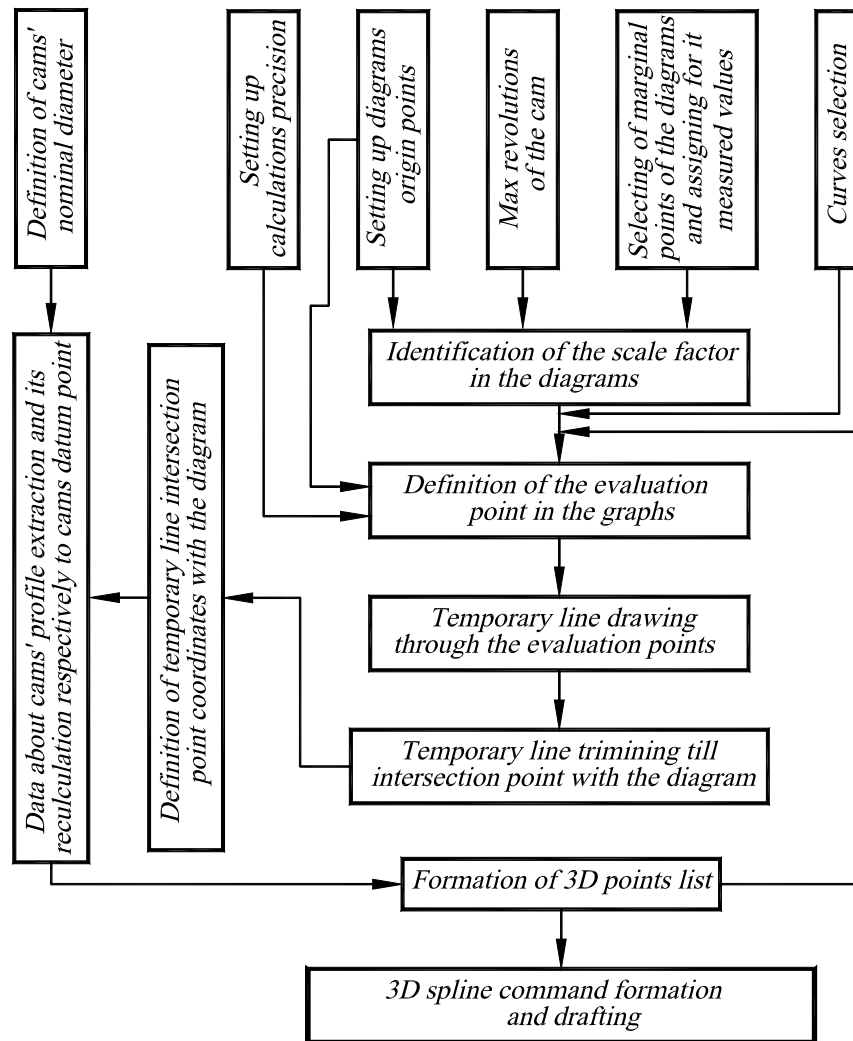 Definition of cams'
nominal diameter
Setting up
calculations precision
Setting up diagrams
origin points
Max revolutions
of the cam
Selecting of marginal
points of the diagrams
and assigning for it
measured values
Curves selection
Identification of the scale factor
in the diagrams
Definition of the evaluation
point in the graphs
Temporary line drawing
through the evaluation points
Temporary line trimining till
intersection point with the diagram
Definition of temporary line intersection
point coordinates with the diagram
Data about cams' profile extraction and its
reculculation respectively to cams datum point
Formation of 3D points list
3D spline command formation
and drafting